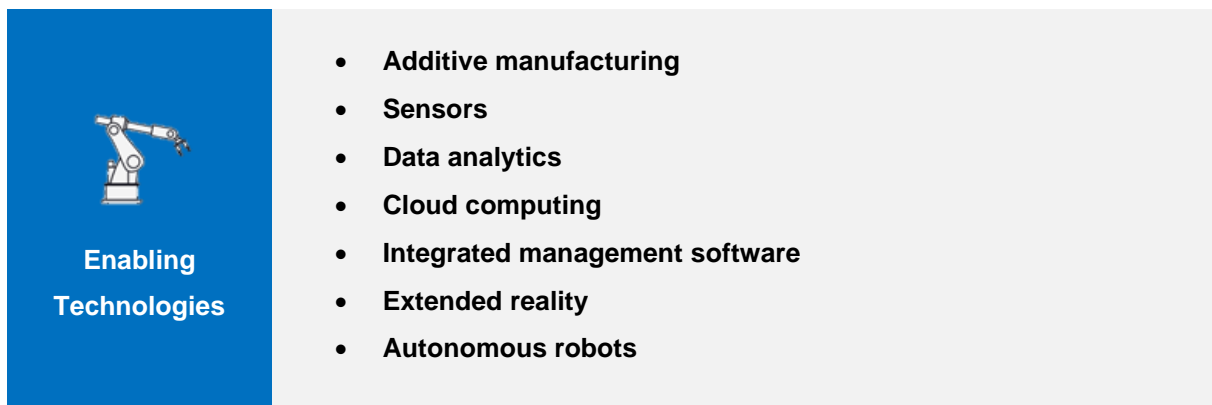 Enabling
Technologies
• Additive manufacturing
• Sensors
• Data analytics
• Cloud computing
• Integrated management software
• Extended reality
• Autonomous robots